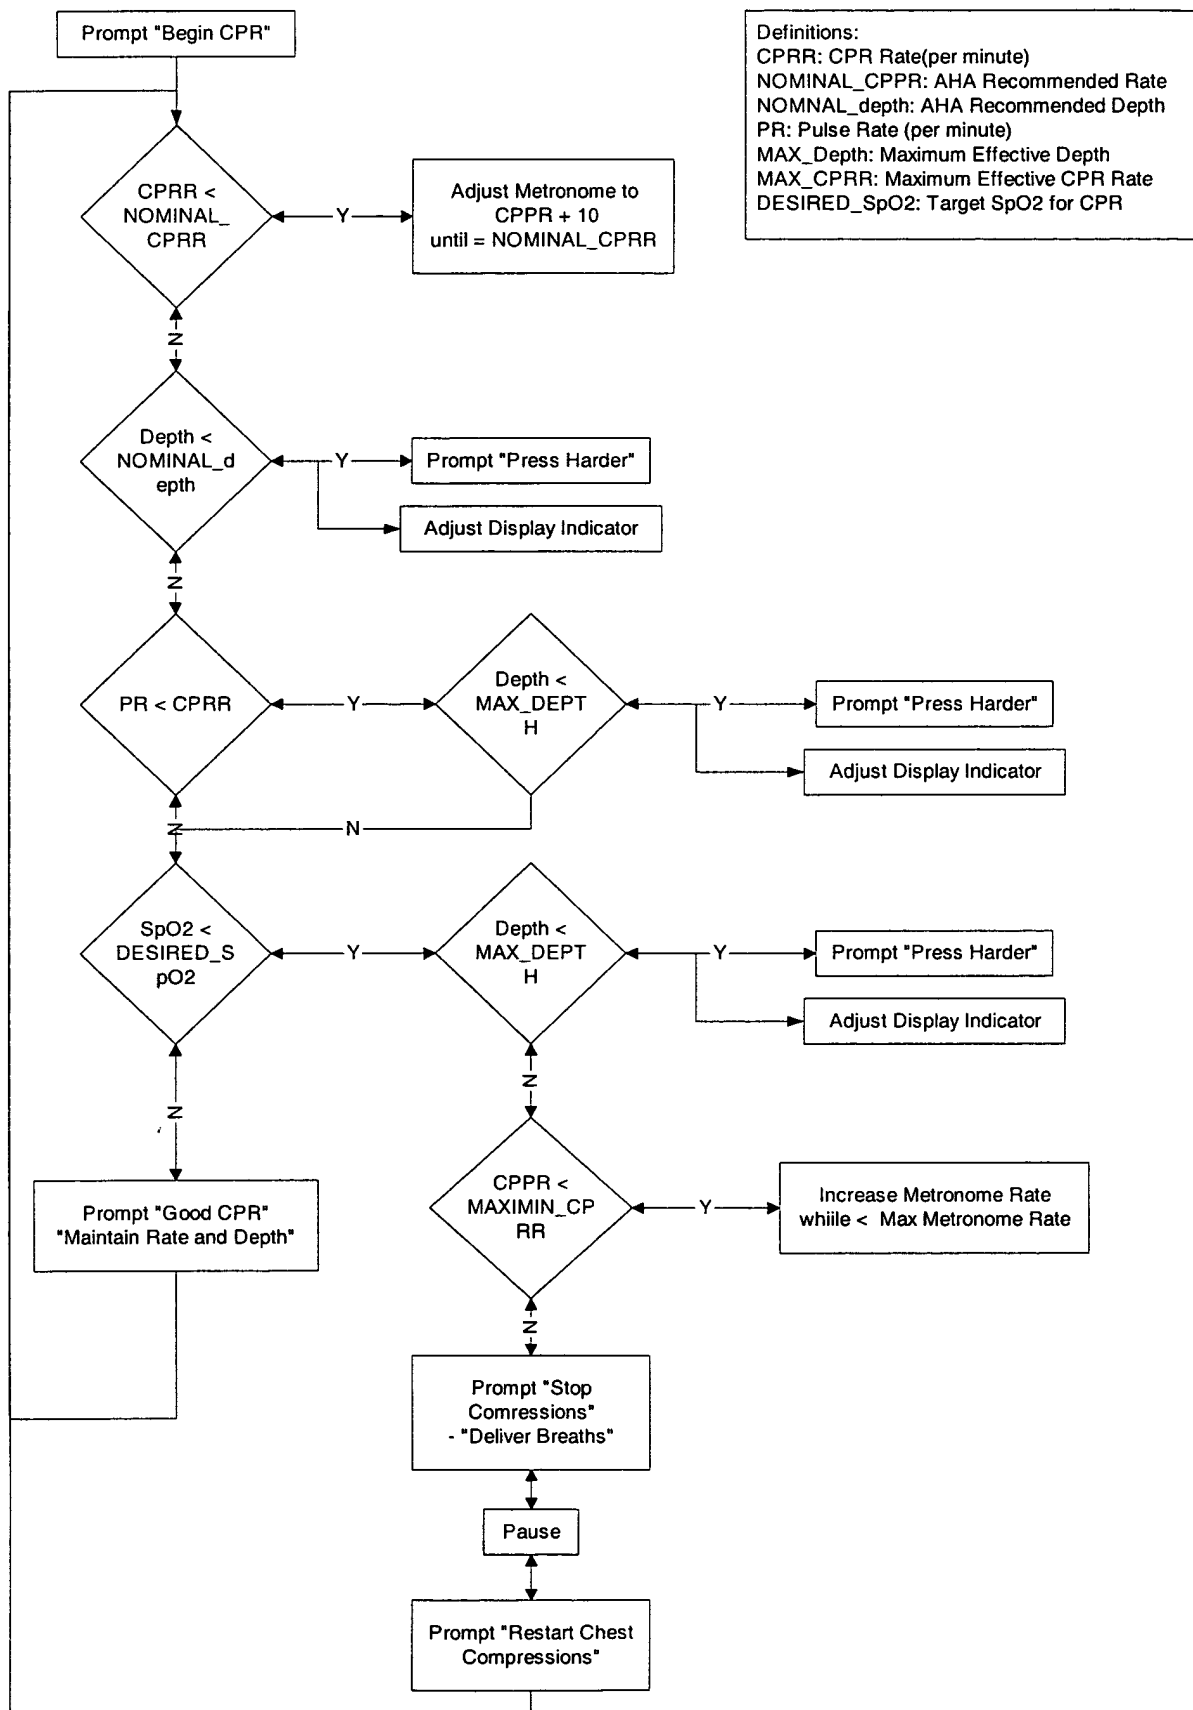 Prompt "Begin CPR"
Definitions:
CPRR: CPR Rate(per minute)
NOMINAL_CPPR: AHA Recommended Rate
NOMNAL_depth: AHA Recommended Depth
PR: Pulse Rate (per minute)
MAX_Depth: Maximum Effective Depth
MAX_CPRR: Maximum Effective CPR Rate
DESIRED_SpO2: Target SpO2 for CPR
CPRR <
NOMINAL_
CPRR
Y
Adjust Metronome to
CPPR + 10
until = NOMINAL_CPRR
N
Depth <
NOMINAL_d
epth
Y
Prompt "Press Harder"
Adjust Display Indicator
N
PR < CPRR
Y
Depth <
MAX_DEPT
H
Y
Prompt "Press Harder"
Adjust Display Indicator
N
N
SpO2 <
DESIRED_S
pO2
Y
Depth <
MAX_DEPT
H
Y
Prompt "Press Harder"
Adjust Display Indicator
N
N
Prompt "Good CPR"
"Maintain Rate and Depth"
CPPR <
MAXIMIN_CP
RR
Y
Increase Metronome Rate
whiile < Max Metronome Rate
N
Prompt "Stop
Comressions"
- "Deliver Breaths"
Pause
Prompt "Restart Chest
Compressions"